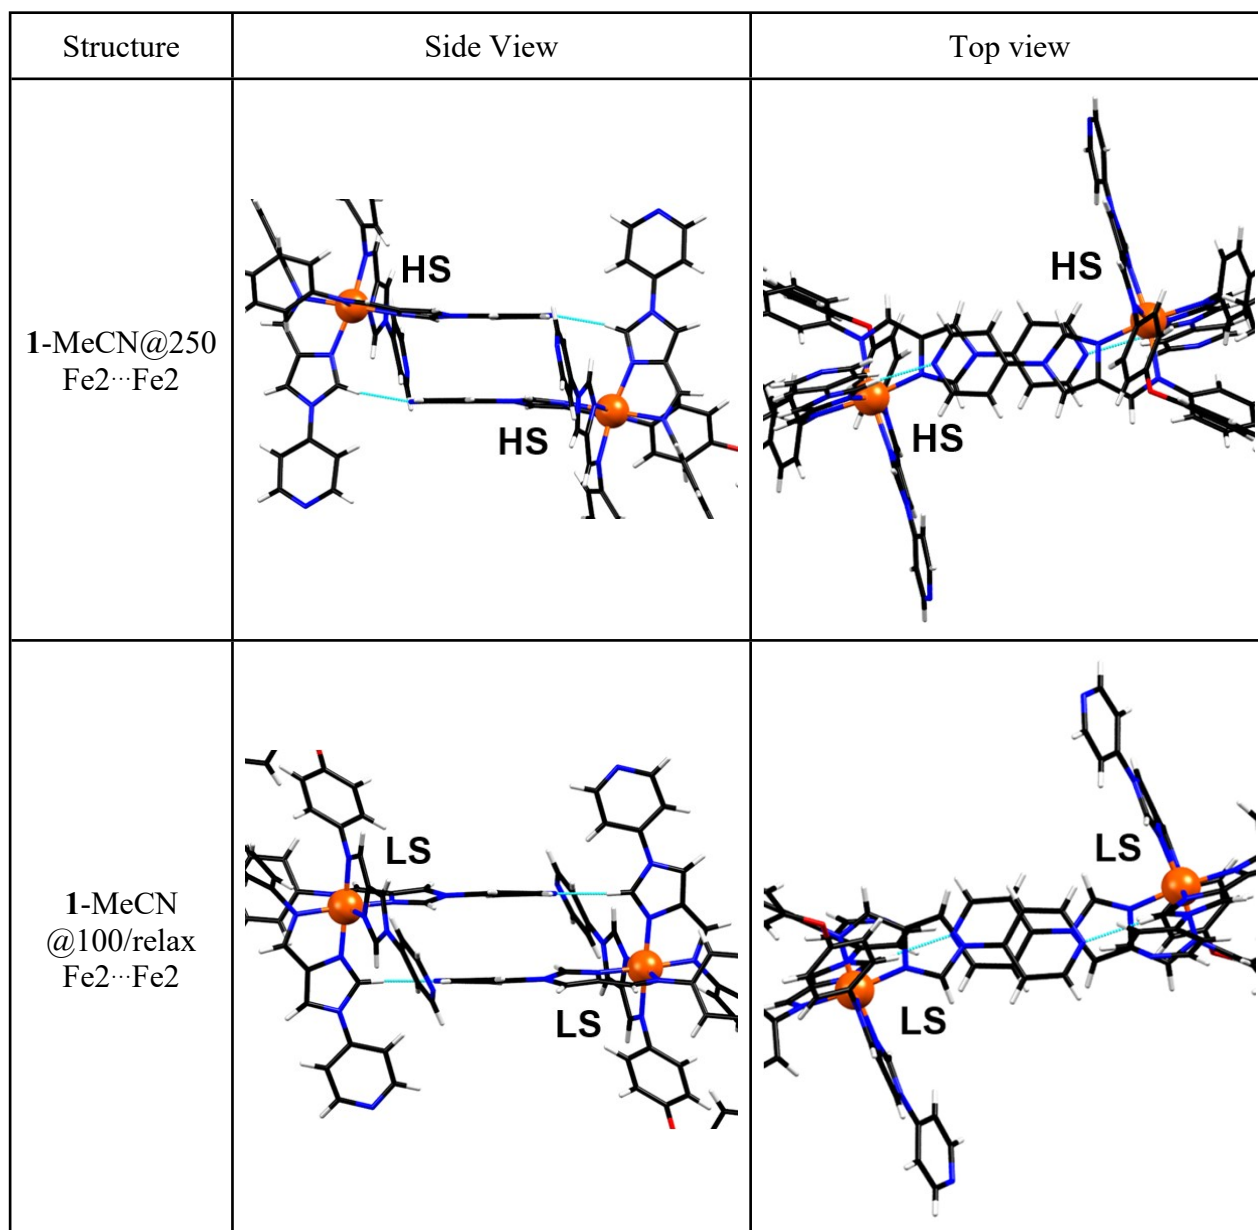 Structure
Side View
Top view
1-MeCN@250
Fe2···Fe2
HS
HS
HS
HS
1-MeCN
@100/relax
Fe2···Fe2
LS
LS
LS
LS